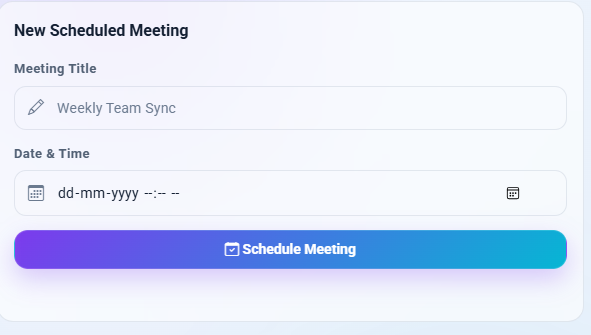 New Scheduled Meeting
Meeting Title
Weekly Team Sync
Date & Time
dd-mm-yyyy --:-- --
Schedule Meeting